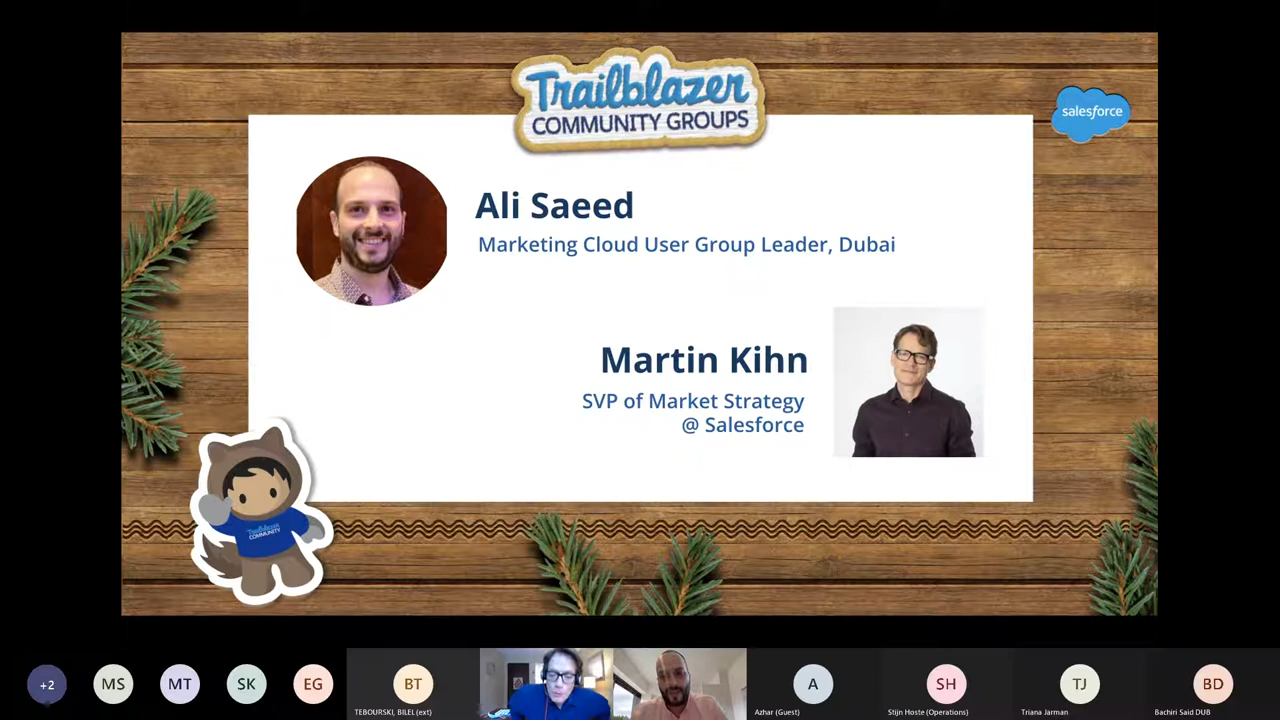 Trailblazer
COMMUNITY GROUPS
salesforce
Ali Saeed
Marketing Cloud User Group Leader, Dubai
Martin Kihn
SVP of Market Strategy
@ Salesforce
Trailblazer
COMMUNITY
+2
MS
MT
SK
EG
BT
TEBOURSKI, BILEL (ext)
A
Azhar (Guest)
SH
Stijn Hoste (Operations)
TJ
Triana Jarman
BD
Bachiri Said DUB